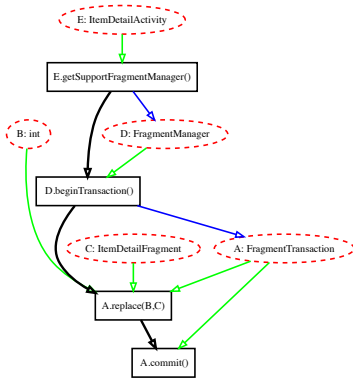 E: ItemDetailActivity
E.getSupportFragmentManager()
B: int
D: FragmentManager
D.beginTransaction()
C: ItemDetailFragment
A: FragmentTransaction
A.replace(B,C)
A.commit()